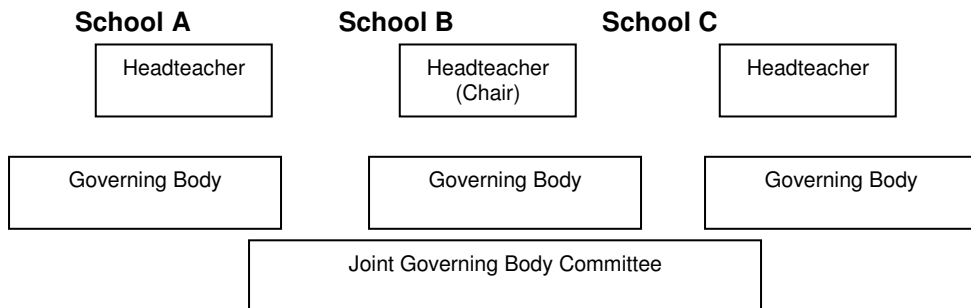 School A School B School C
Headteacher Headteacher Headteacher
(Chair)
Governing Body Governing Body Governing Body
Joint Governing Body Committee